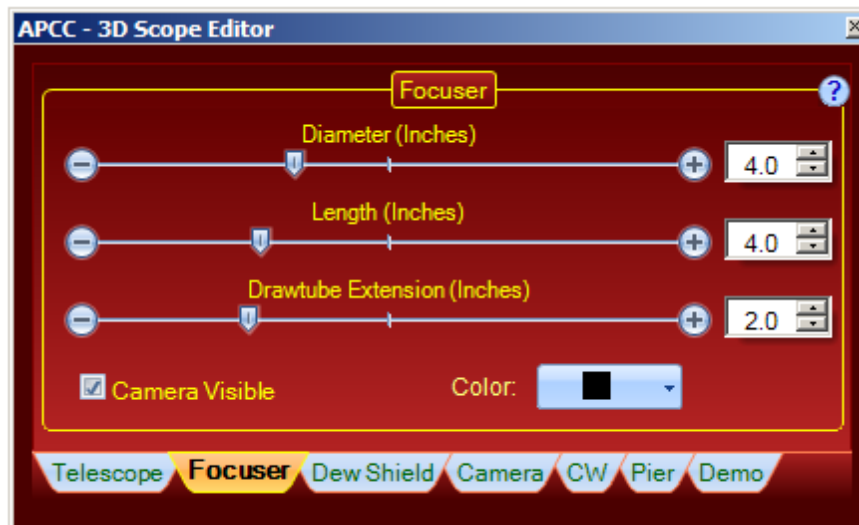 APCC - 3D Scope Editor
Focuser
?
Diameter (Inches)
4.0
Length (Inches)
4.0
Drawtube Extension (Inches)
2.0
Camera Visible
Color:
Telescope Focuser Dew Shield Camera CW Pier Demo